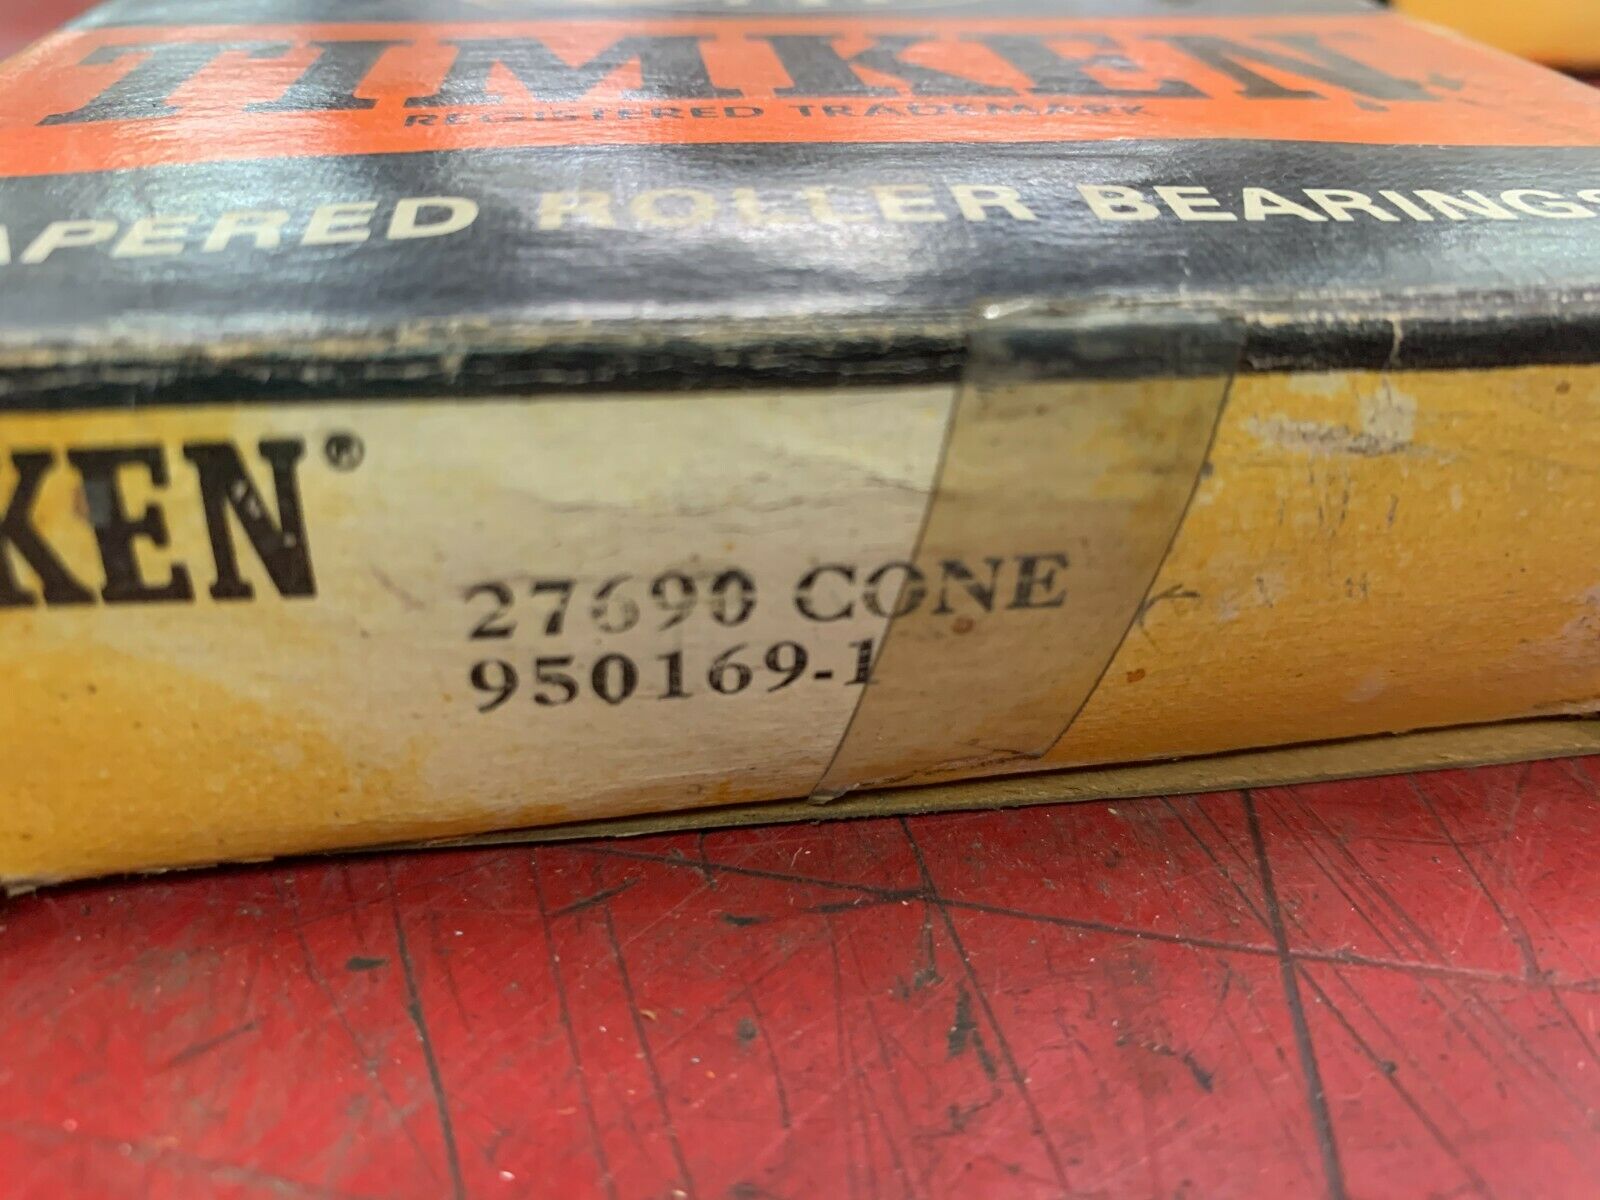 TIMKEN
REGISTERED TRADEMARK
APERED ROLLER BEARINGS
KEN®
27690 CONE
950169-1